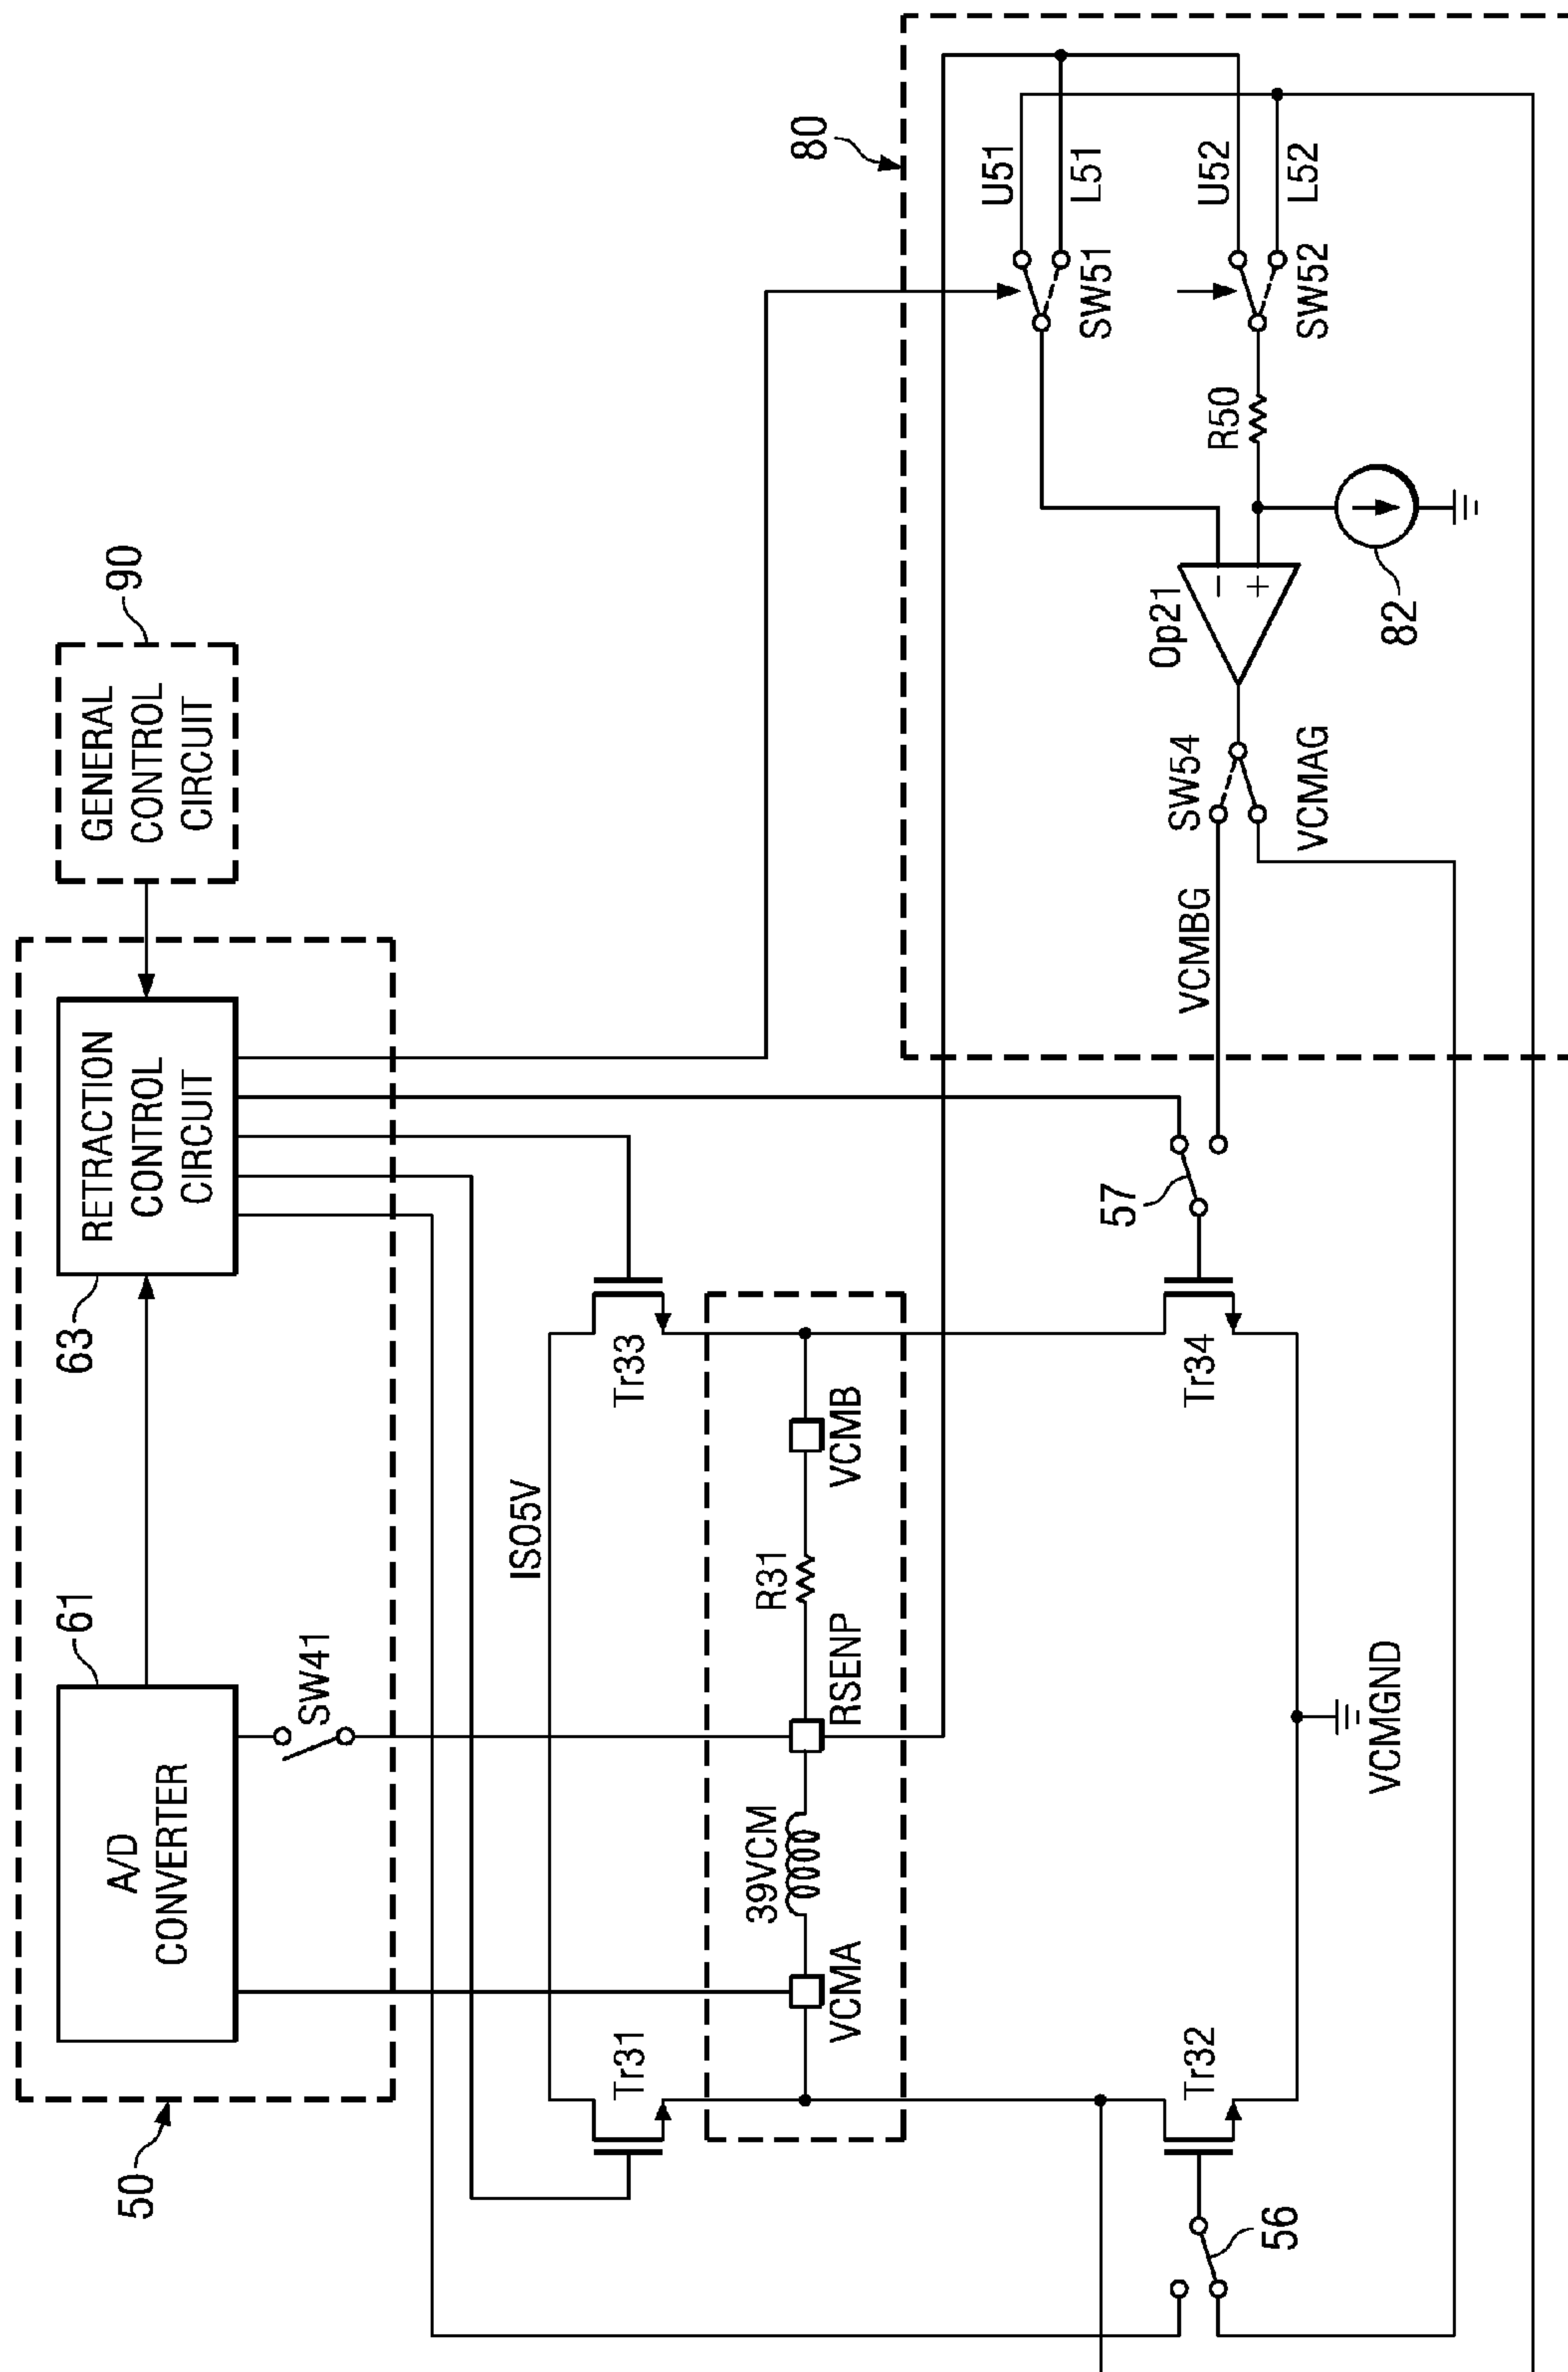 50
A/D
CONVERTER
61
SW41
63
RETRACTION
CONTROL
CIRCUIT
90
GENERAL
CONTROL
CIRCUIT
ISO5V
Tr31
Tr33
VCMA
39VCM
RSENP
R31
VCMB
56
Tr32
VCMGND
Tr34
57
80
VCMBG
SW54
VCMAG
Op21
−
+
82
R50
SW51
SW52
U51
L51
U52
L52